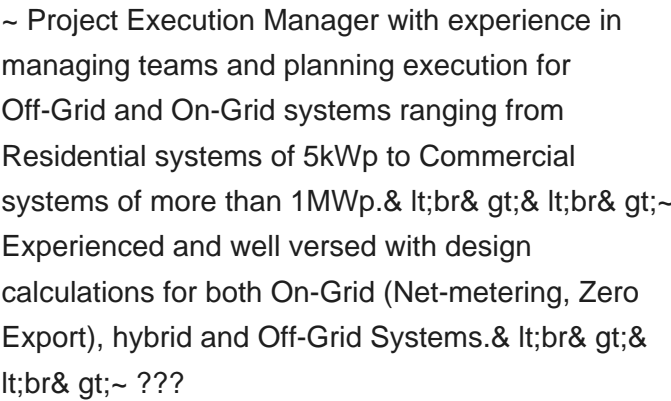 ~ Project Execution Manager with experience in
managing teams and planning execution for
Off-Grid and On-Grid systems ranging from
Residential systems of 5kWp to Commercial
systems of more than 1MWp.& lt;br& gt;& lt;br& gt;~
Experienced and well versed with design
calculations for both On-Grid (Net-metering, Zero
Export), hybrid and Off-Grid Systems.& lt;br& gt;&
lt;br& gt;~ ???